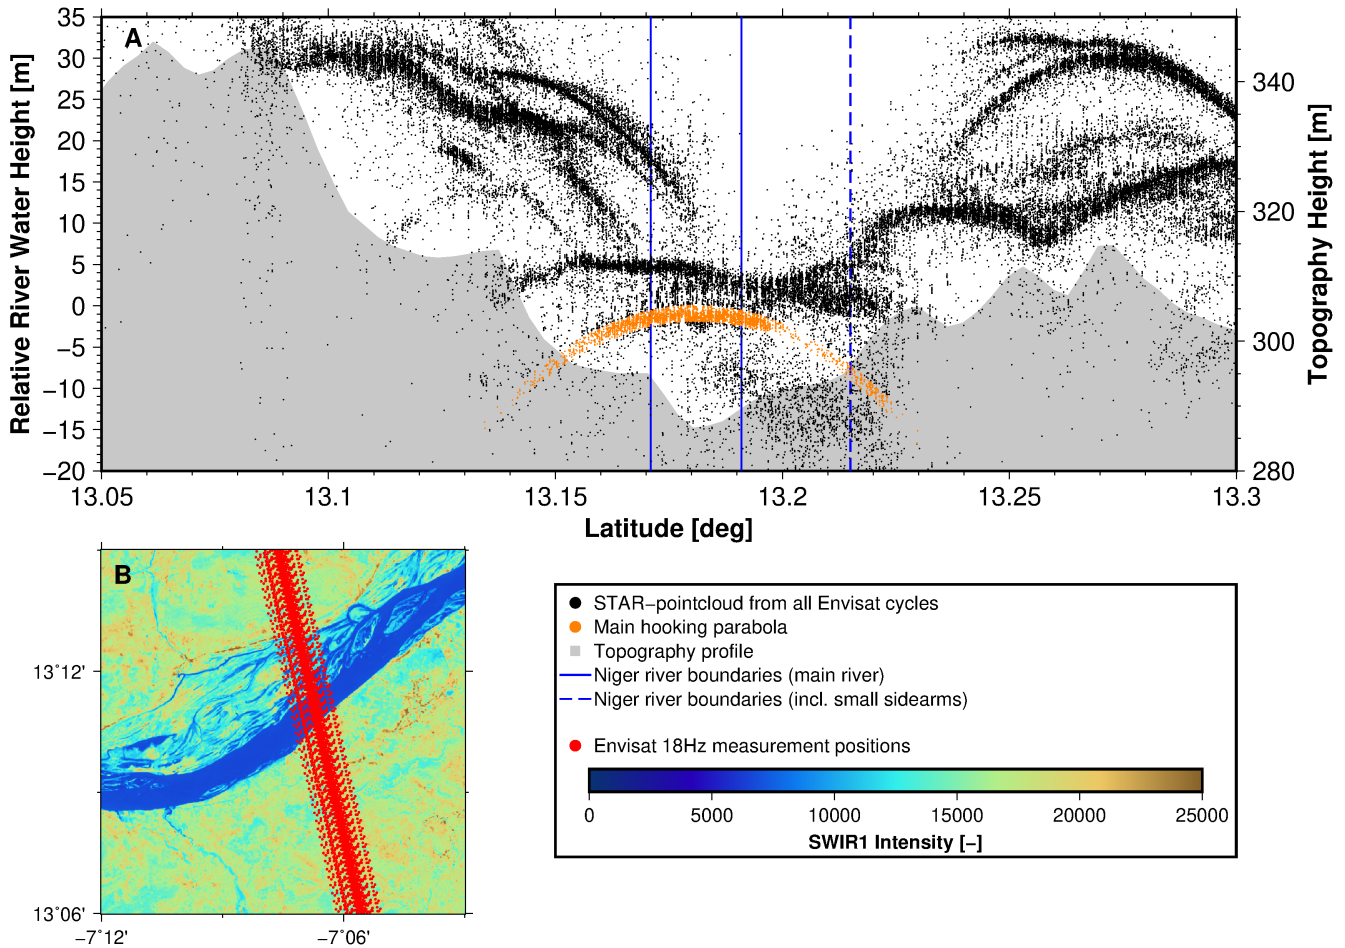 A
Relative River Water Height [m]
35
30
25
20
15
10
5
0
−5
−10
−15
−20
340
320
300
280
Topography Height [m]
13.05
13.1
13.15
13.2
13.25
13.3
Latitude [deg]
B
13°12'
13°06'
−7°12'
−7°06'
STAR−pointcloud from all Envisat cycles
Main hooking parabola
Topography profile
Niger river boundaries (main river)
Niger river boundaries (incl. small sidearms)
Envisat 18Hz measurement positions
0
5000
10000
15000
20000
25000
SWIR1 Intensity [−]